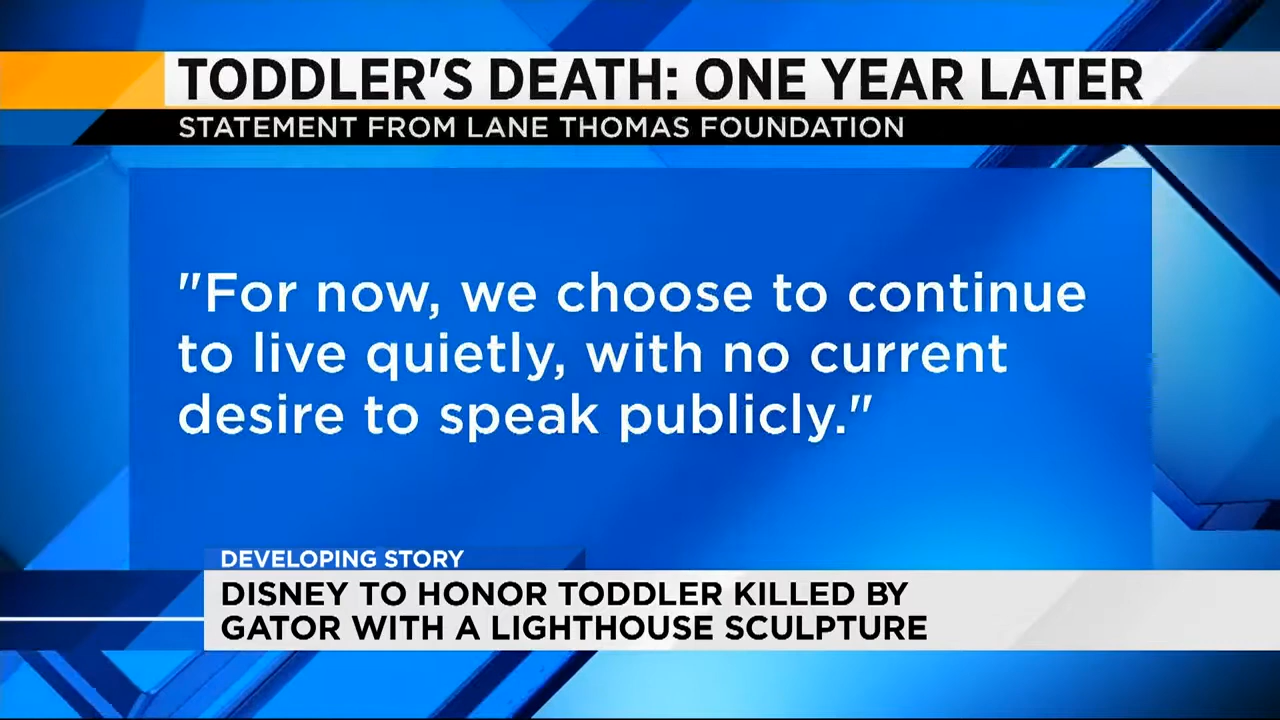 TODDLER'S DEATH: ONE YEAR LATER
STATEMENT FROM LANE THOMAS FOUNDATION
"For now, we choose to continue
to live quietly, with no current
desire to speak publicly."
DEVELOPING STORY
DISNEY TO HONOR TODDLER KILLED BY
GATOR WITH A LIGHTHOUSE SCULPTURE